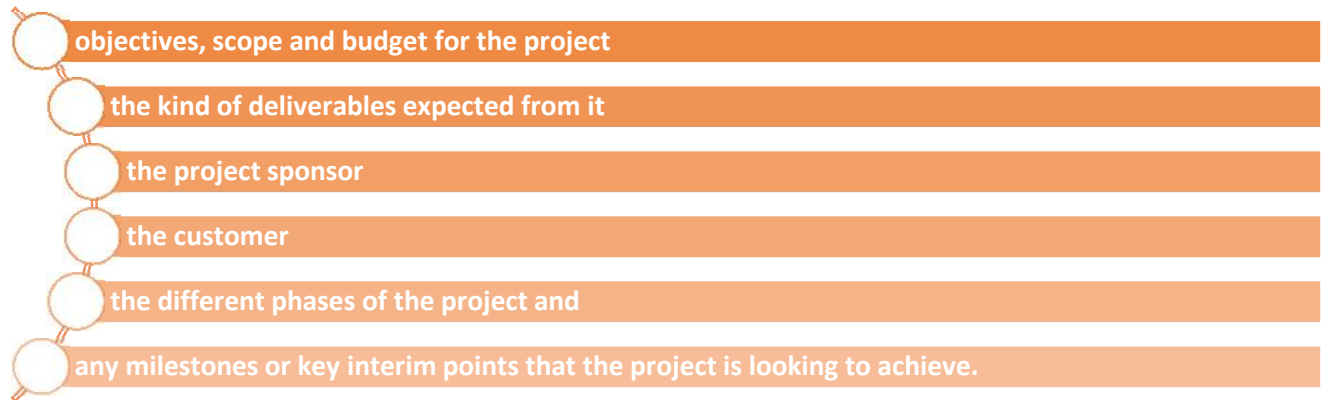 objectives, scope and budget for the project
the kind of deliverables expected from it
the project sponsor
the customer
the different phases of the project and
any milestones or key interim points that the project is looking to achieve.